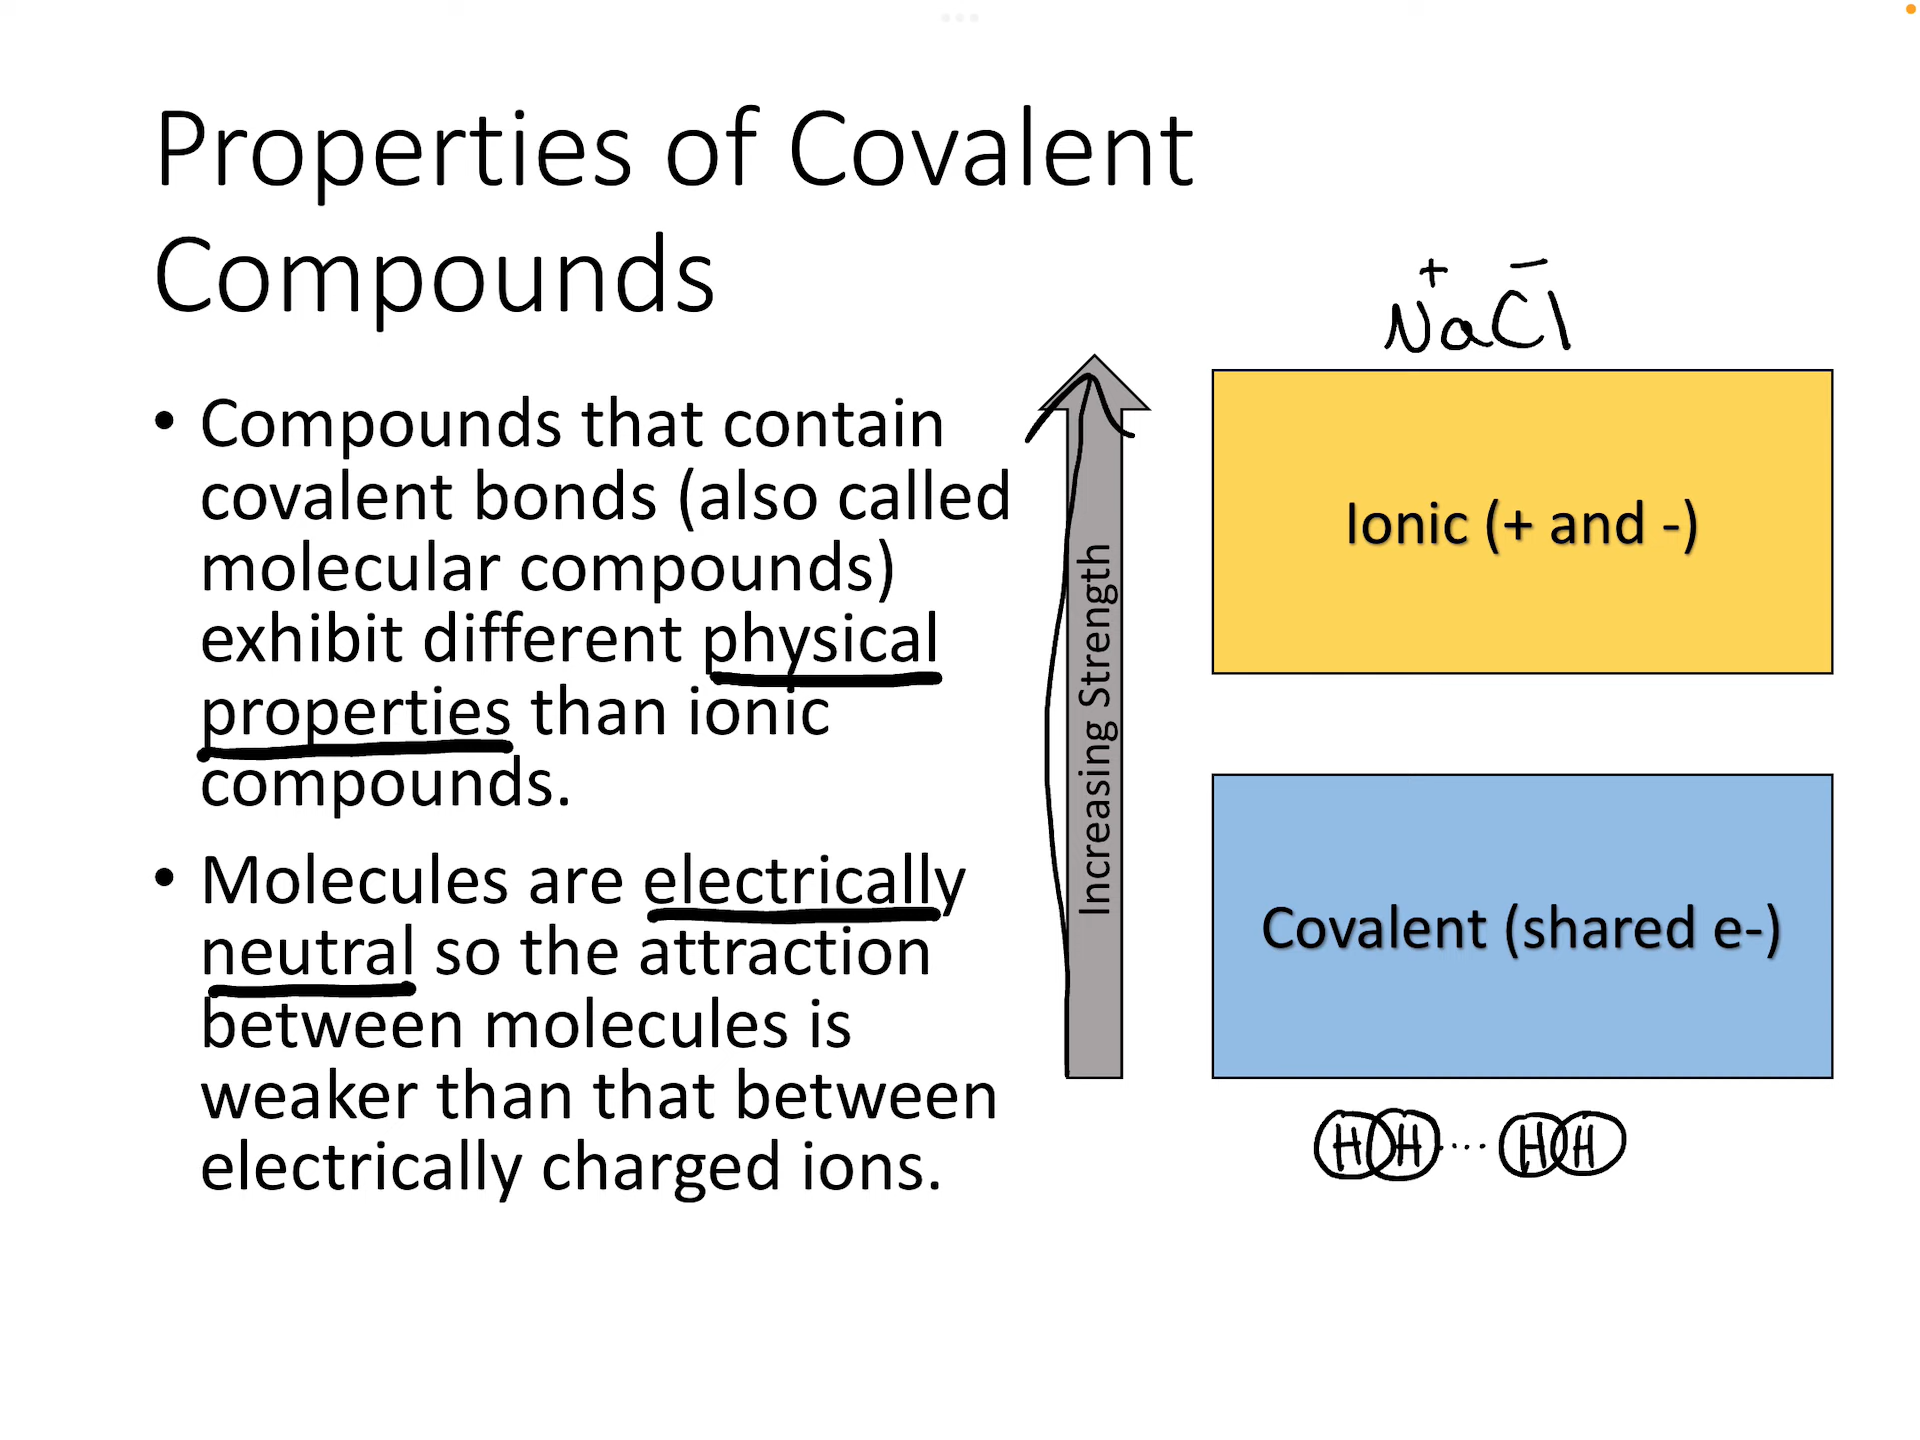 Properties of Covalent
Compounds
• Compounds that contain
covalent bonds (also called
molecular compounds)
exhibit different physical
properties than ionic
compounds.
• Molecules are electrically
neutral so the attraction
between molecules is
weaker than that between
electrically charged ions.
Increasing Strength
+ −
NaCl
Ionic (+ and -)
Covalent (shared e-)
H H ... H H